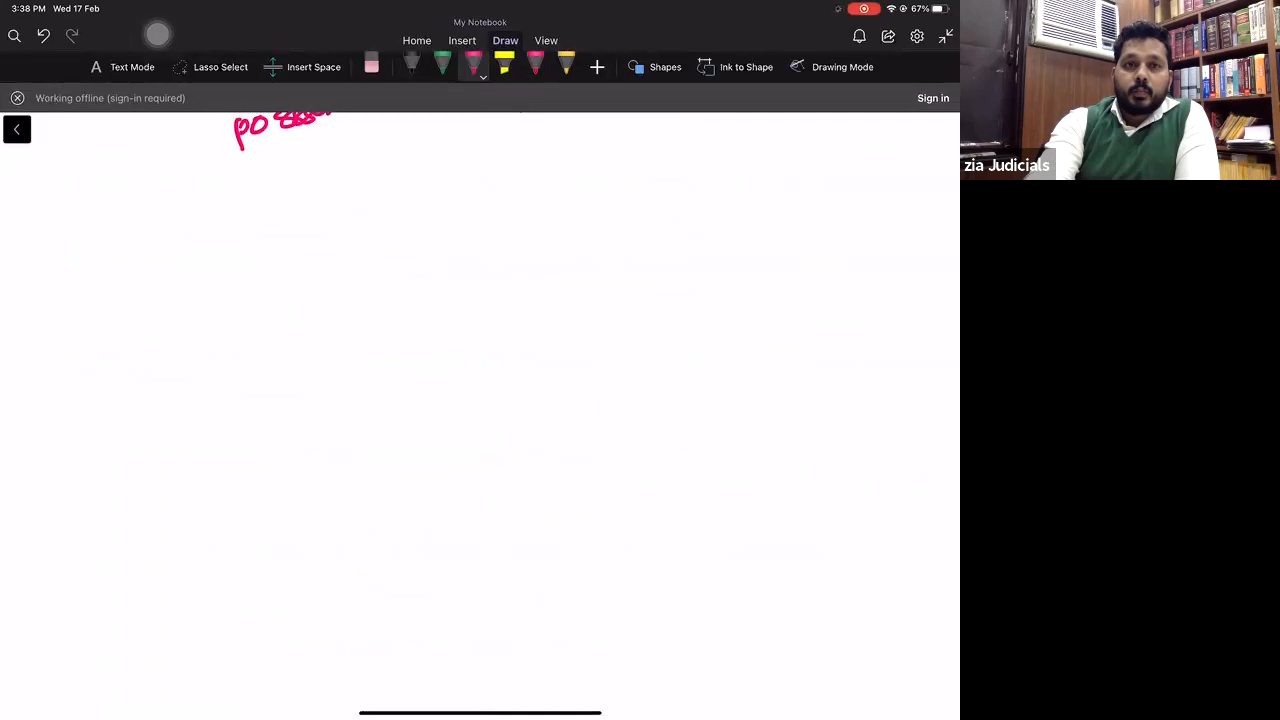 3:38 PM Wed 17 Feb
67%
My Notebook
Home Insert Draw View
Text Mode Lasso Select Insert Space Shapes Ink to Shape Drawing Mode
Working offline (sign-in required) Sign in
zia Judicials